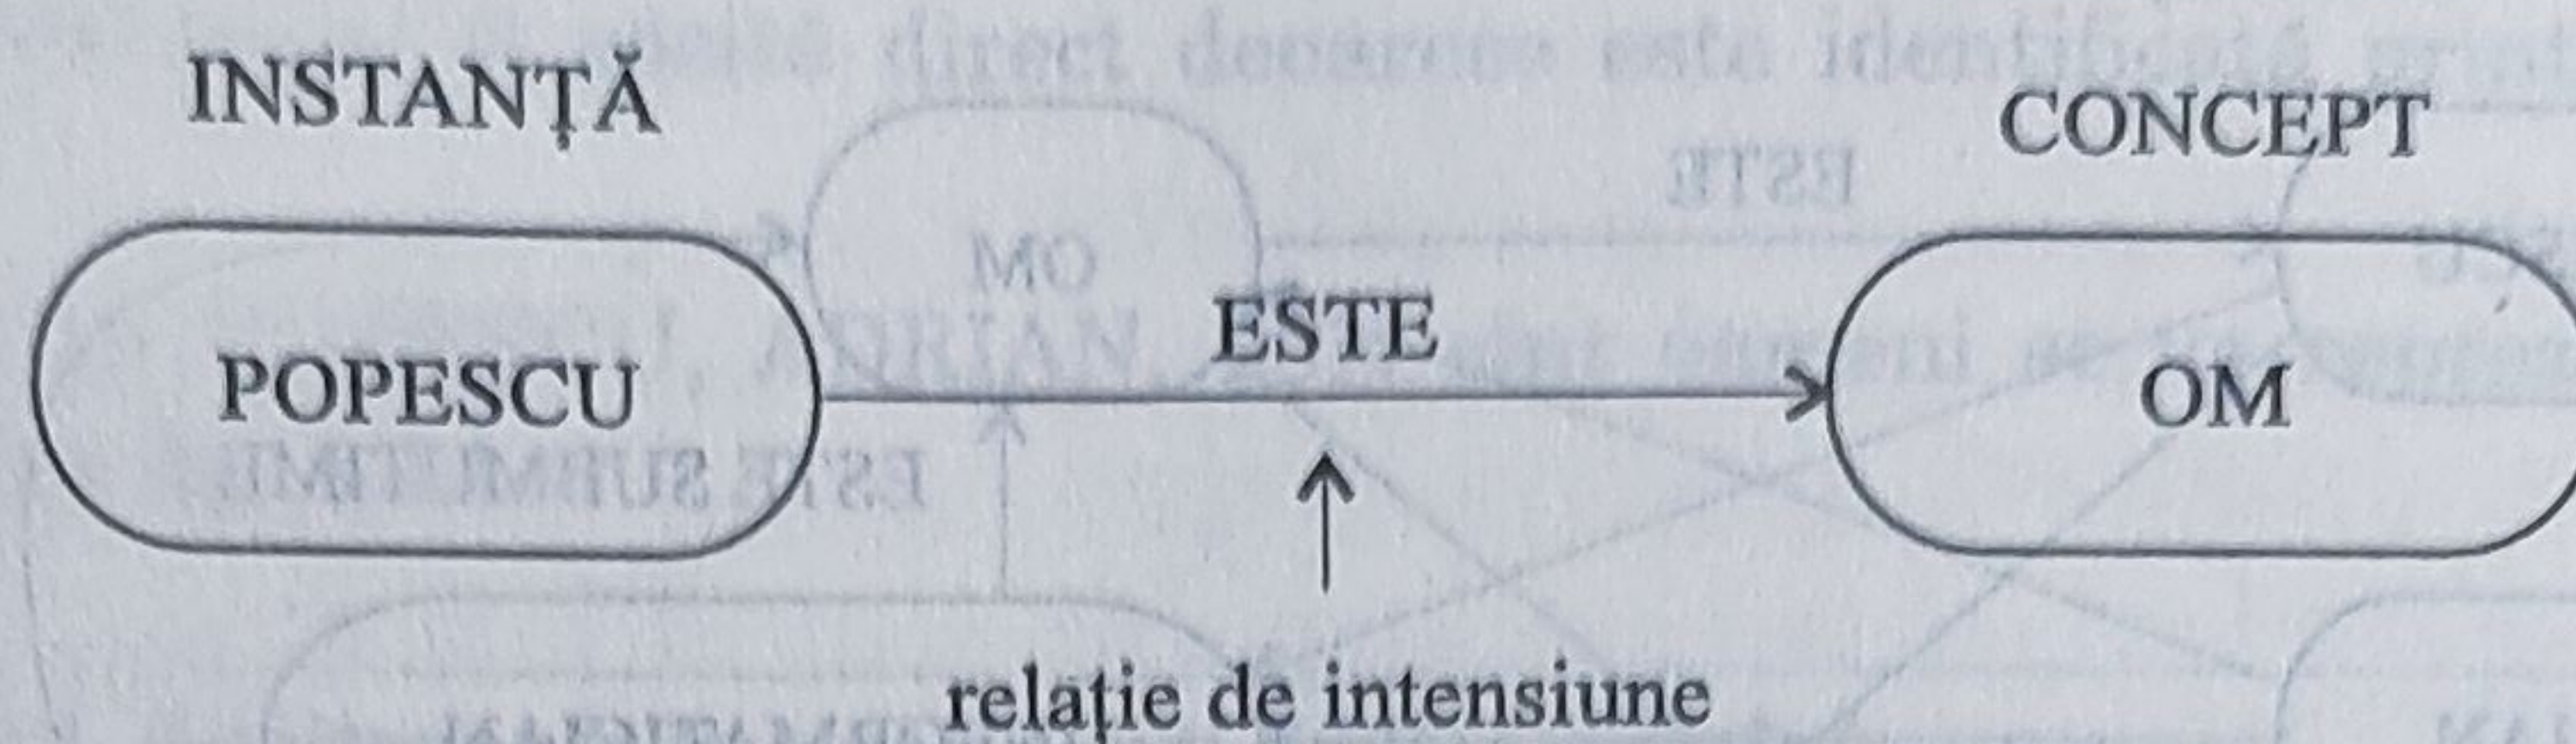 INSTANȚĂ
CONCEPT
POPESCU
ESTE
OM
relație de intensiune